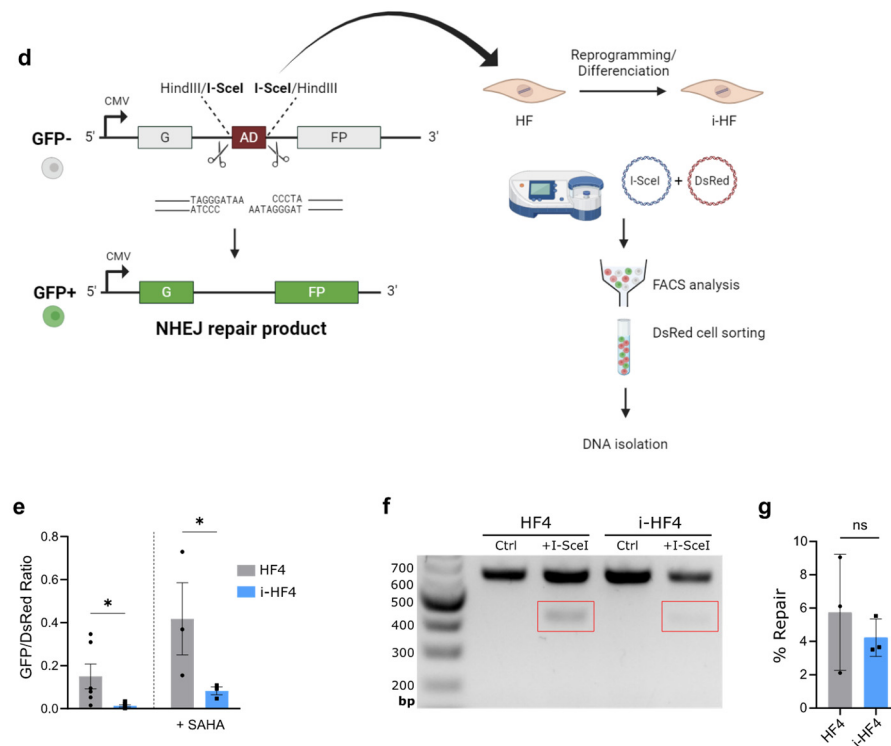 d
HindIII/I-SceI I-SceI/HindIII
CMV
GFP- 5' G AD FP 3'
TAGGGATAA CCCTA
ATCCC AATAGGGAT
CMV
GFP+ 5' G FP 3'
NHEJ repair product
Reprogramming/
Differenciation
HF i-HF
I-SceI + DsRed
FACS analysis
DsRed cell sorting
DNA isolation
e
GFP/DsRed Ratio
0.8
0.6
0.4
0.2
0.0
* *
HF4
i-HF4
+ SAHA
f
HF4 i-HF4
Ctrl +I-SceI Ctrl +I-SceI
700
600
500
400
300
200
bp
g
% Repair
10
8
6
4
2
0
ns
HF4 i-HF4